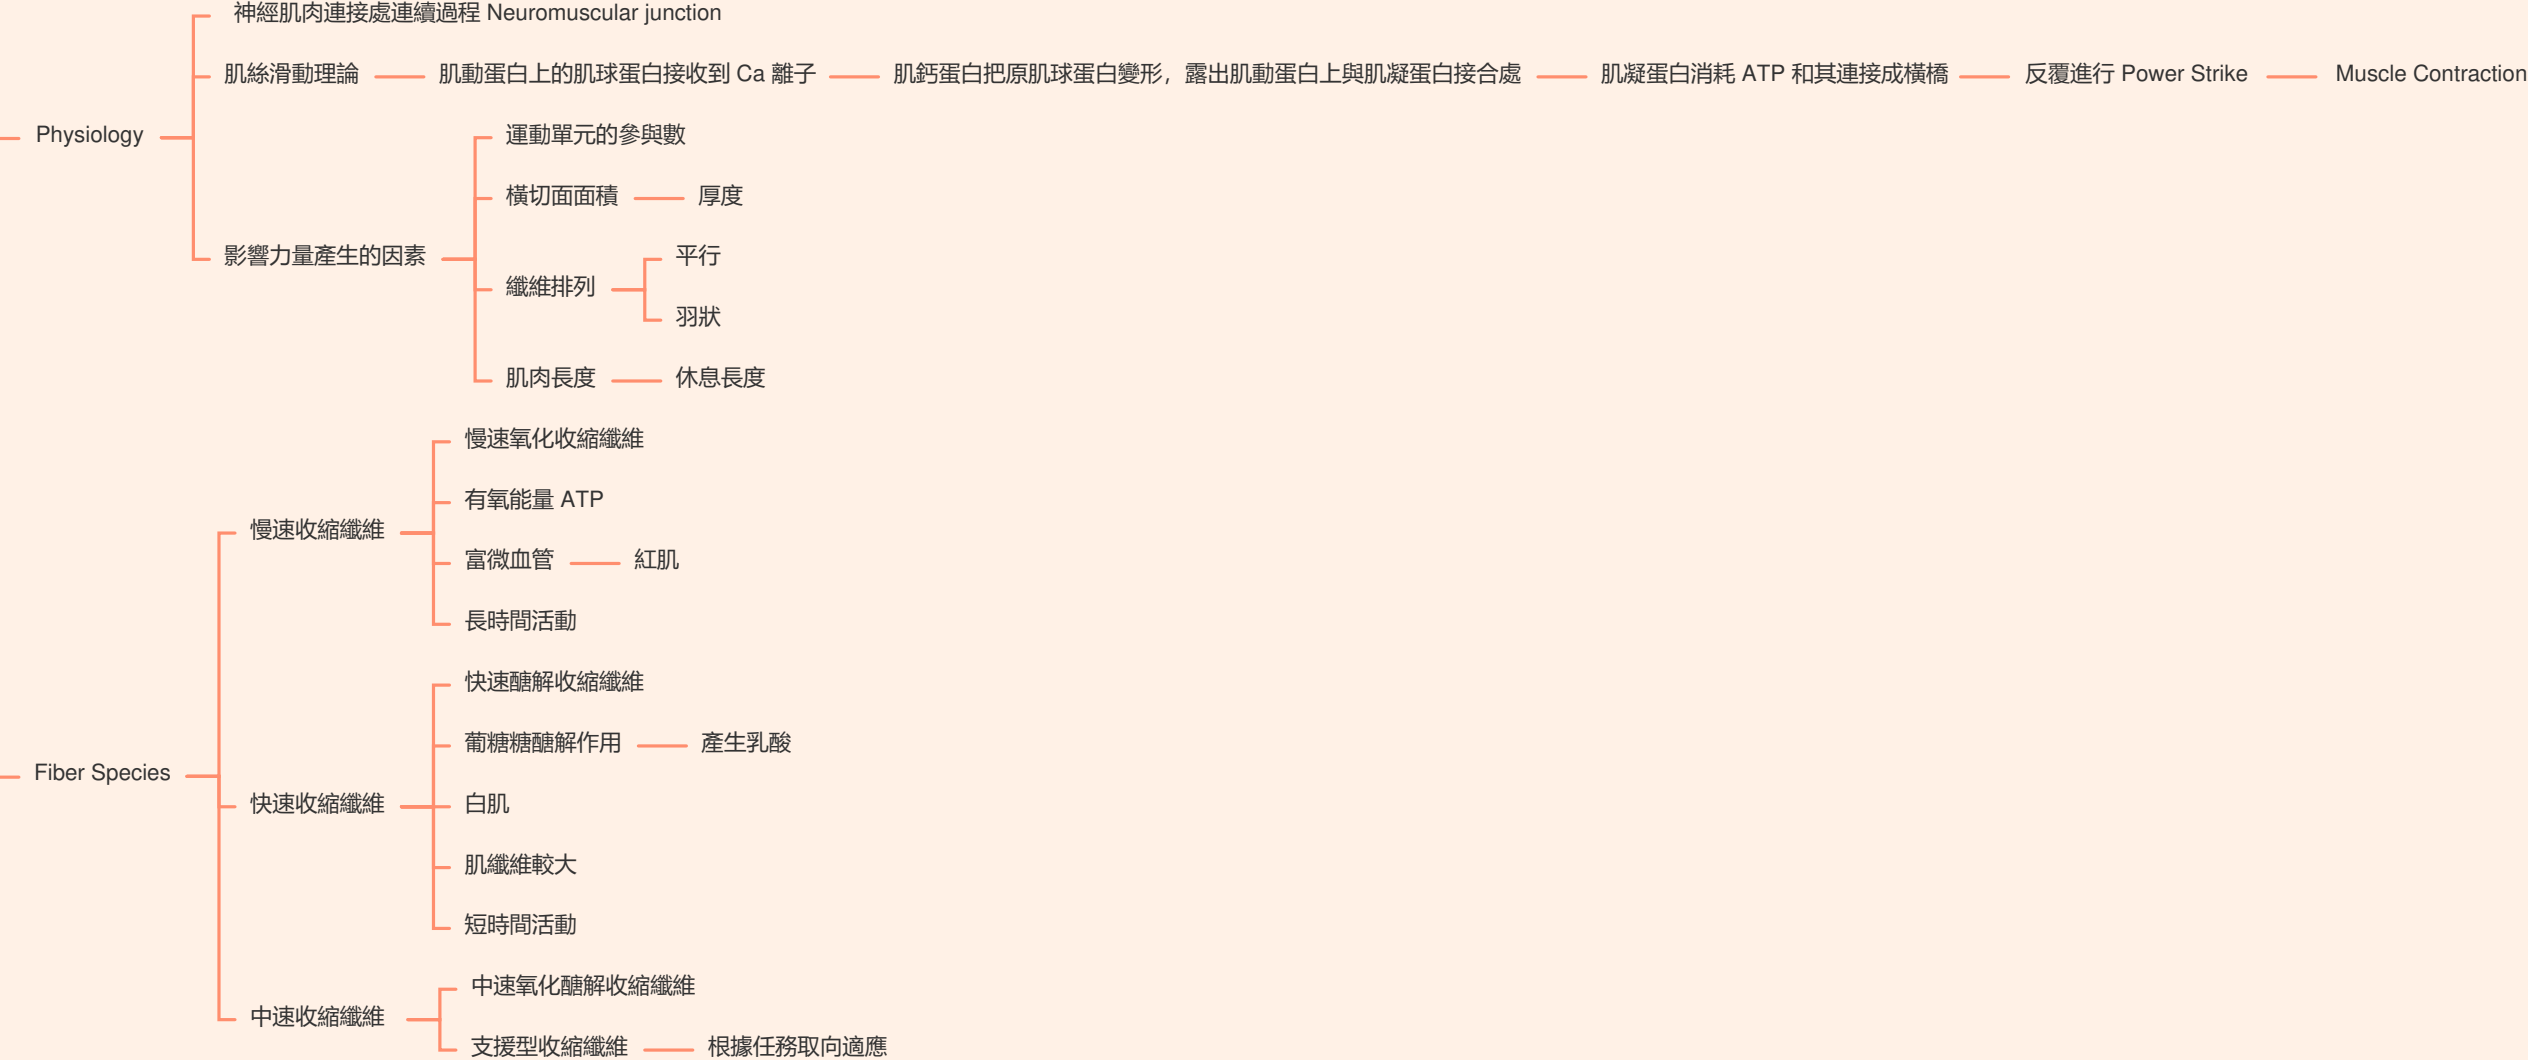 神經肌肉連接處連續過程 Neuromuscular junction
肌絲滑動理論
肌動蛋白上的肌球蛋白接收到 Ca 離子
肌鈣蛋白把原肌球蛋白變形，露出肌動蛋白上與肌凝蛋白接合處
肌凝蛋白消耗 ATP 和其連接成橫橋
反覆進行 Power Strike
Muscle Contraction
Physiology
運動單元的參與數
橫切面面積
厚度
影響力量產生的因素
平行
纖維排列
羽狀
肌肉長度
休息長度
慢速氧化收縮纖維
有氧能量 ATP
慢速收縮纖維
富微血管
紅肌
長時間活動
快速醣解收縮纖維
葡糖糖醣解作用
產生乳酸
Fiber Species
快速收縮纖維
白肌
肌纖維較大
短時間活動
中速氧化醣解收縮纖維
中速收縮纖維
支援型收縮纖維
根據任務取向適應